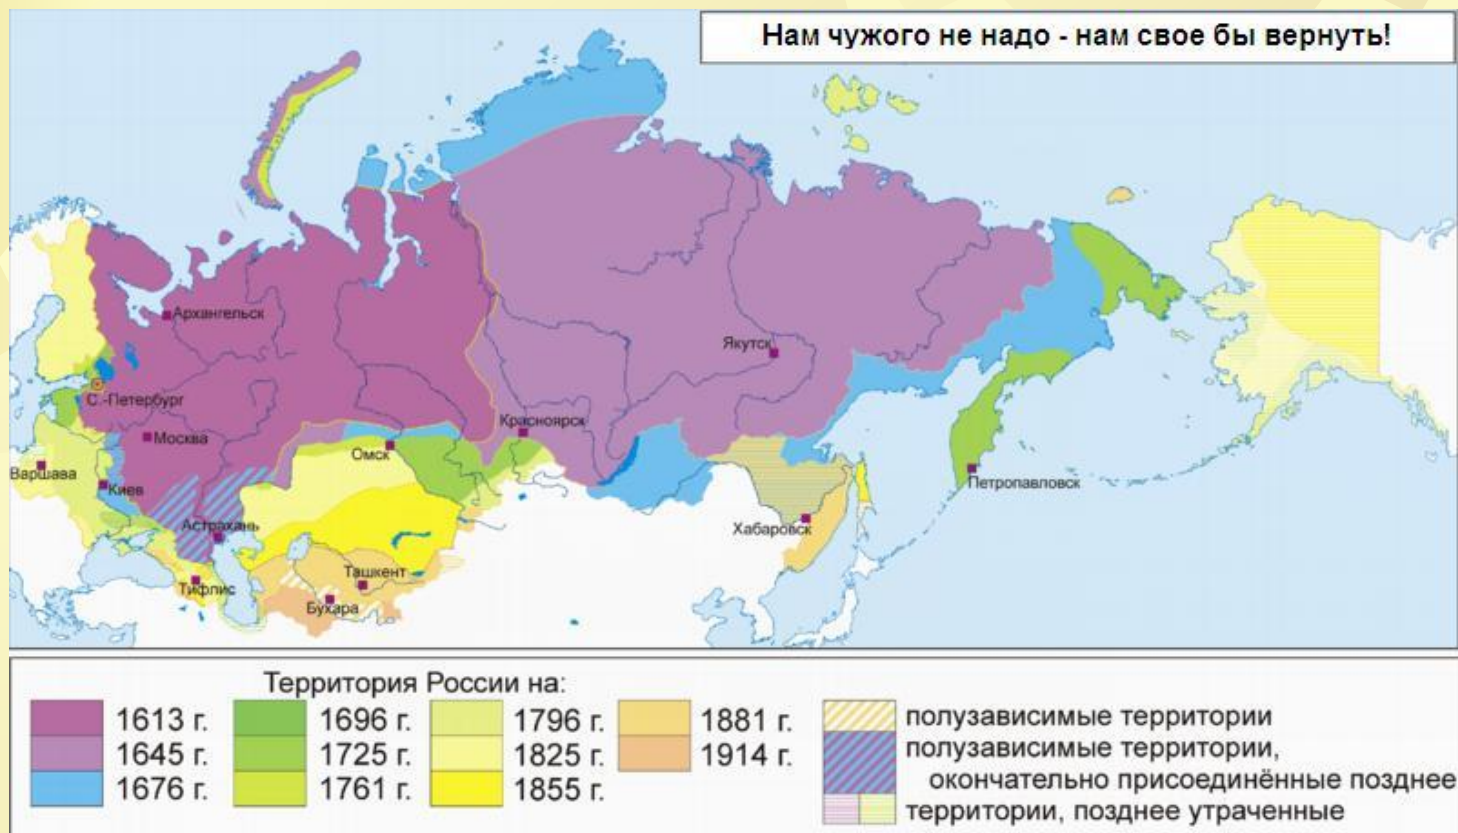 Нам чужого не надо - нам свое бы вернуть!
Архангельск
Якутск
С.-Петербург
Красноярск
Москва
Омск
Варшава
Киев
Петропавловск
Астрахань
Хабаровск
Ташкент
Тифлис
Бухара
Территория России на:
1613 г.
1645 г.
1676 г.
1696 г.
1725 г.
1761 г.
1796 г.
1825 г.
1855 г.
1881 г.
1914 г.
полузависимые территории
полузависимые территории,
окончательно присоединённые позднее
территории, позднее утраченные